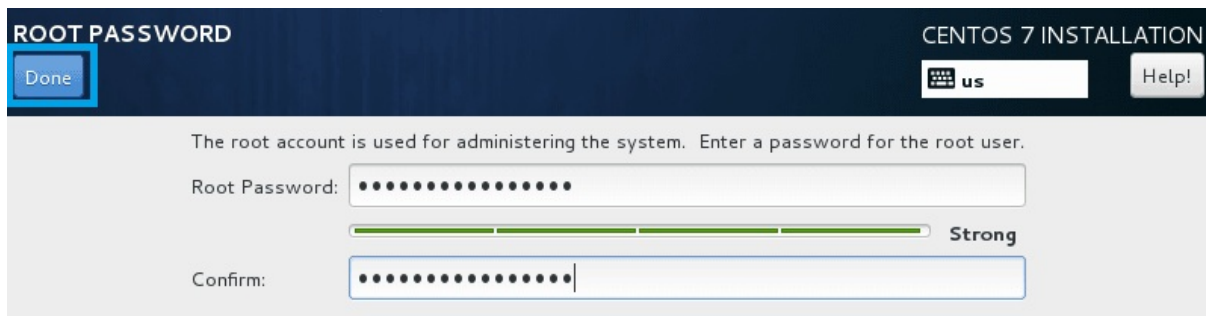 ROOT PASSWORD
CENTOS 7 INSTALLATION
Done
us
Help!
The root account is used for administering the system. Enter a password for the root user.
Root Password: ●●●●●●●●●●●●●●●●
Strong
Confirm: ●●●●●●●●●●●●●●●●